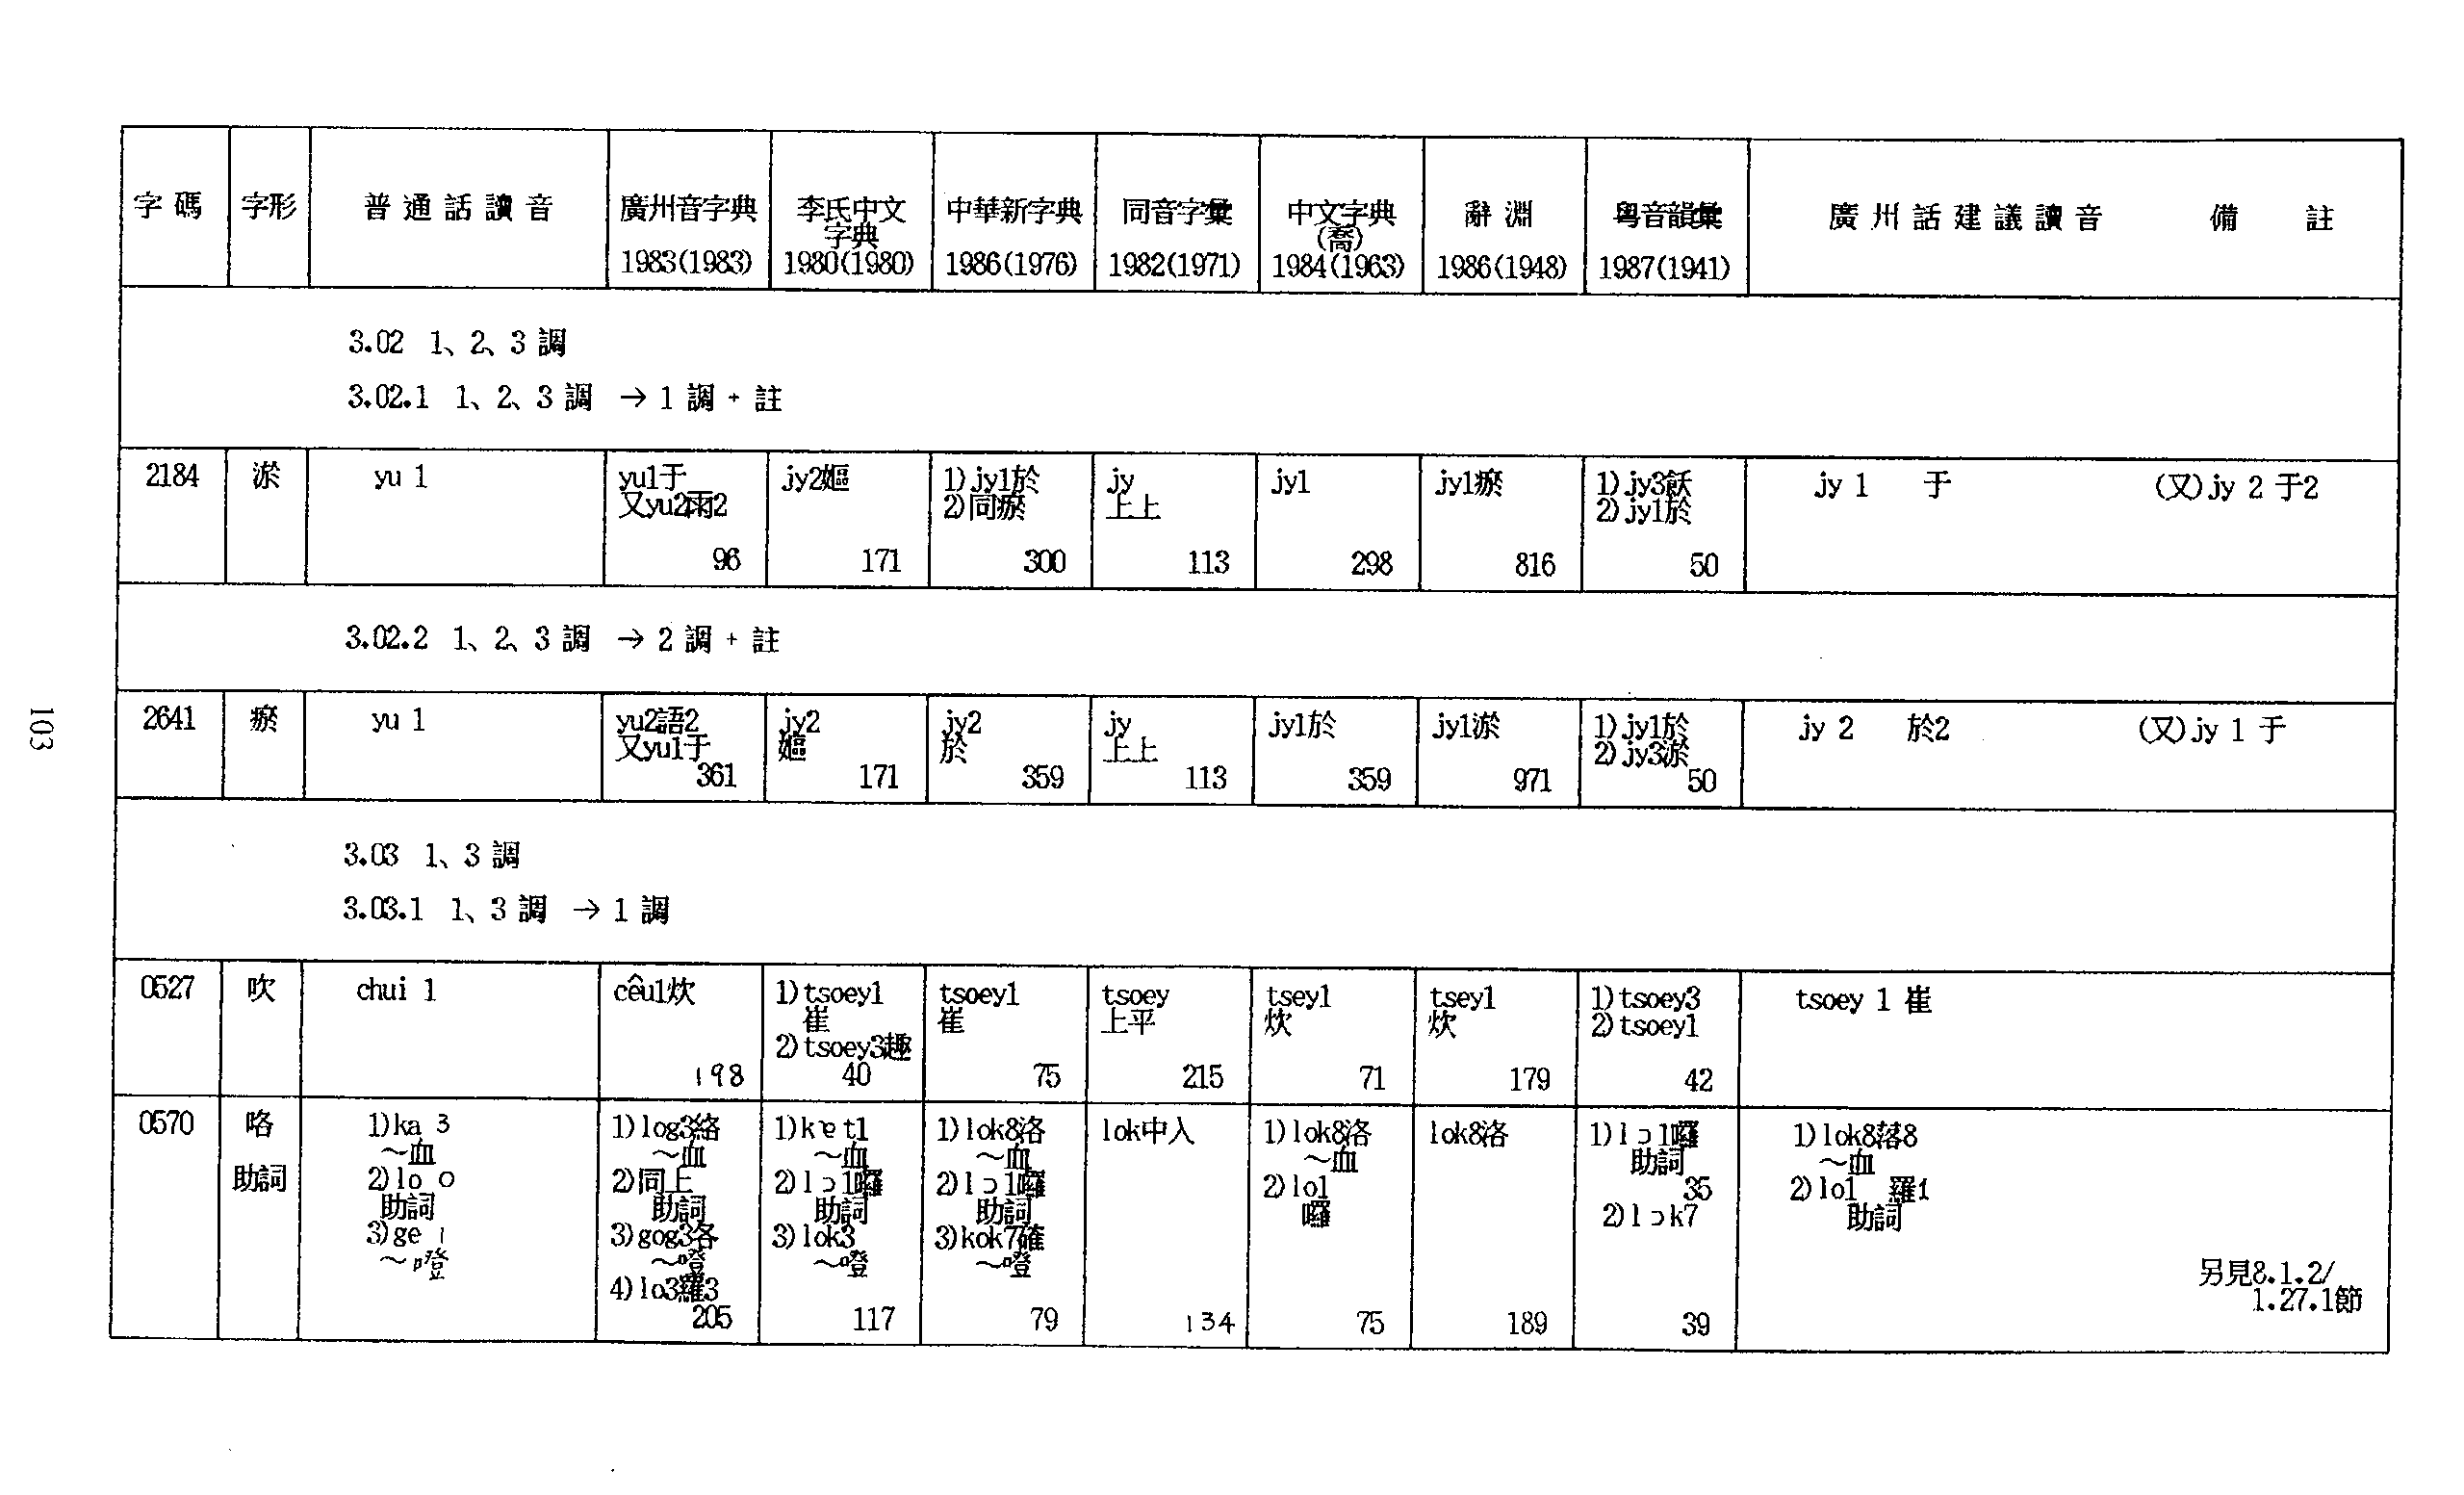 字碼 字形 普通話讀音 廣州音字典 李氏中文 中華新字典 同音字彙 中文字典 辭淵 粵音韻彙 廣州話建議讀音 備註
字典 (喬)
1983(1983) 1980(1980) 1986(1976) 1982(1971) 1984(1963) 1986(1948) 1987(1941)
3.02 1、2、3調
3.02.1 1、2、3調 →1調+註
2184 淤 yu 1 yu1于 jy2嫗 1)jy1於 jy jy1 jy1瘀 1)jy3飫 jy 1 于 (又)jy 2 于2
又yu2雨2 2)同瘀 上上 2)jy1於
96 171 300 113 298 816 50
3.02.2 1、2、3調 →2調+註
2641 瘀 yu 1 yu2語2 jy2 jy2 jy jy1於 jy1淤 1)jy1於 jy 2 於2 (又)jy 1 于
又yu1于 嫗 於 上上 2)jy3淤
361 171 359 113 359 971 50
3.03 1、3調
3.03.1 1、3調 →1調
0527 吹 chui 1 cêu1炊 1)tsoey1 tsoey1 tsoey tsey1 tsey1 1)tsoey3 tsoey 1 崔
崔 崔 上平 炊 炊 2)tsoey1
2)tsoey3趣
198 40 75 215 71 179 42
0570 咯 1)ka 3 1)log3絡 1)kɐt1 1)lok8洛 lok中入 1)lok8洛 lok8洛 1)lɔ1囉 1)lok8落8
～血 ～血 ～血 ～血 ～血 助詞 ～血
助詞 2)lo 0 2)同上 2)lɔ1囉 2)lɔ1囉 2)lo1 35 2)lo1 羅1
助詞 助詞 助詞 助詞 囉 2)lɔk7 助詞
3)ge 1 3)gog3各 3)lok3 3)kok7確
～噔 ～噔 ～噔 ～噔
4)lo3羅3 另見8.1.2/
1.27.1節
205 117 79 134 75 189 39
103